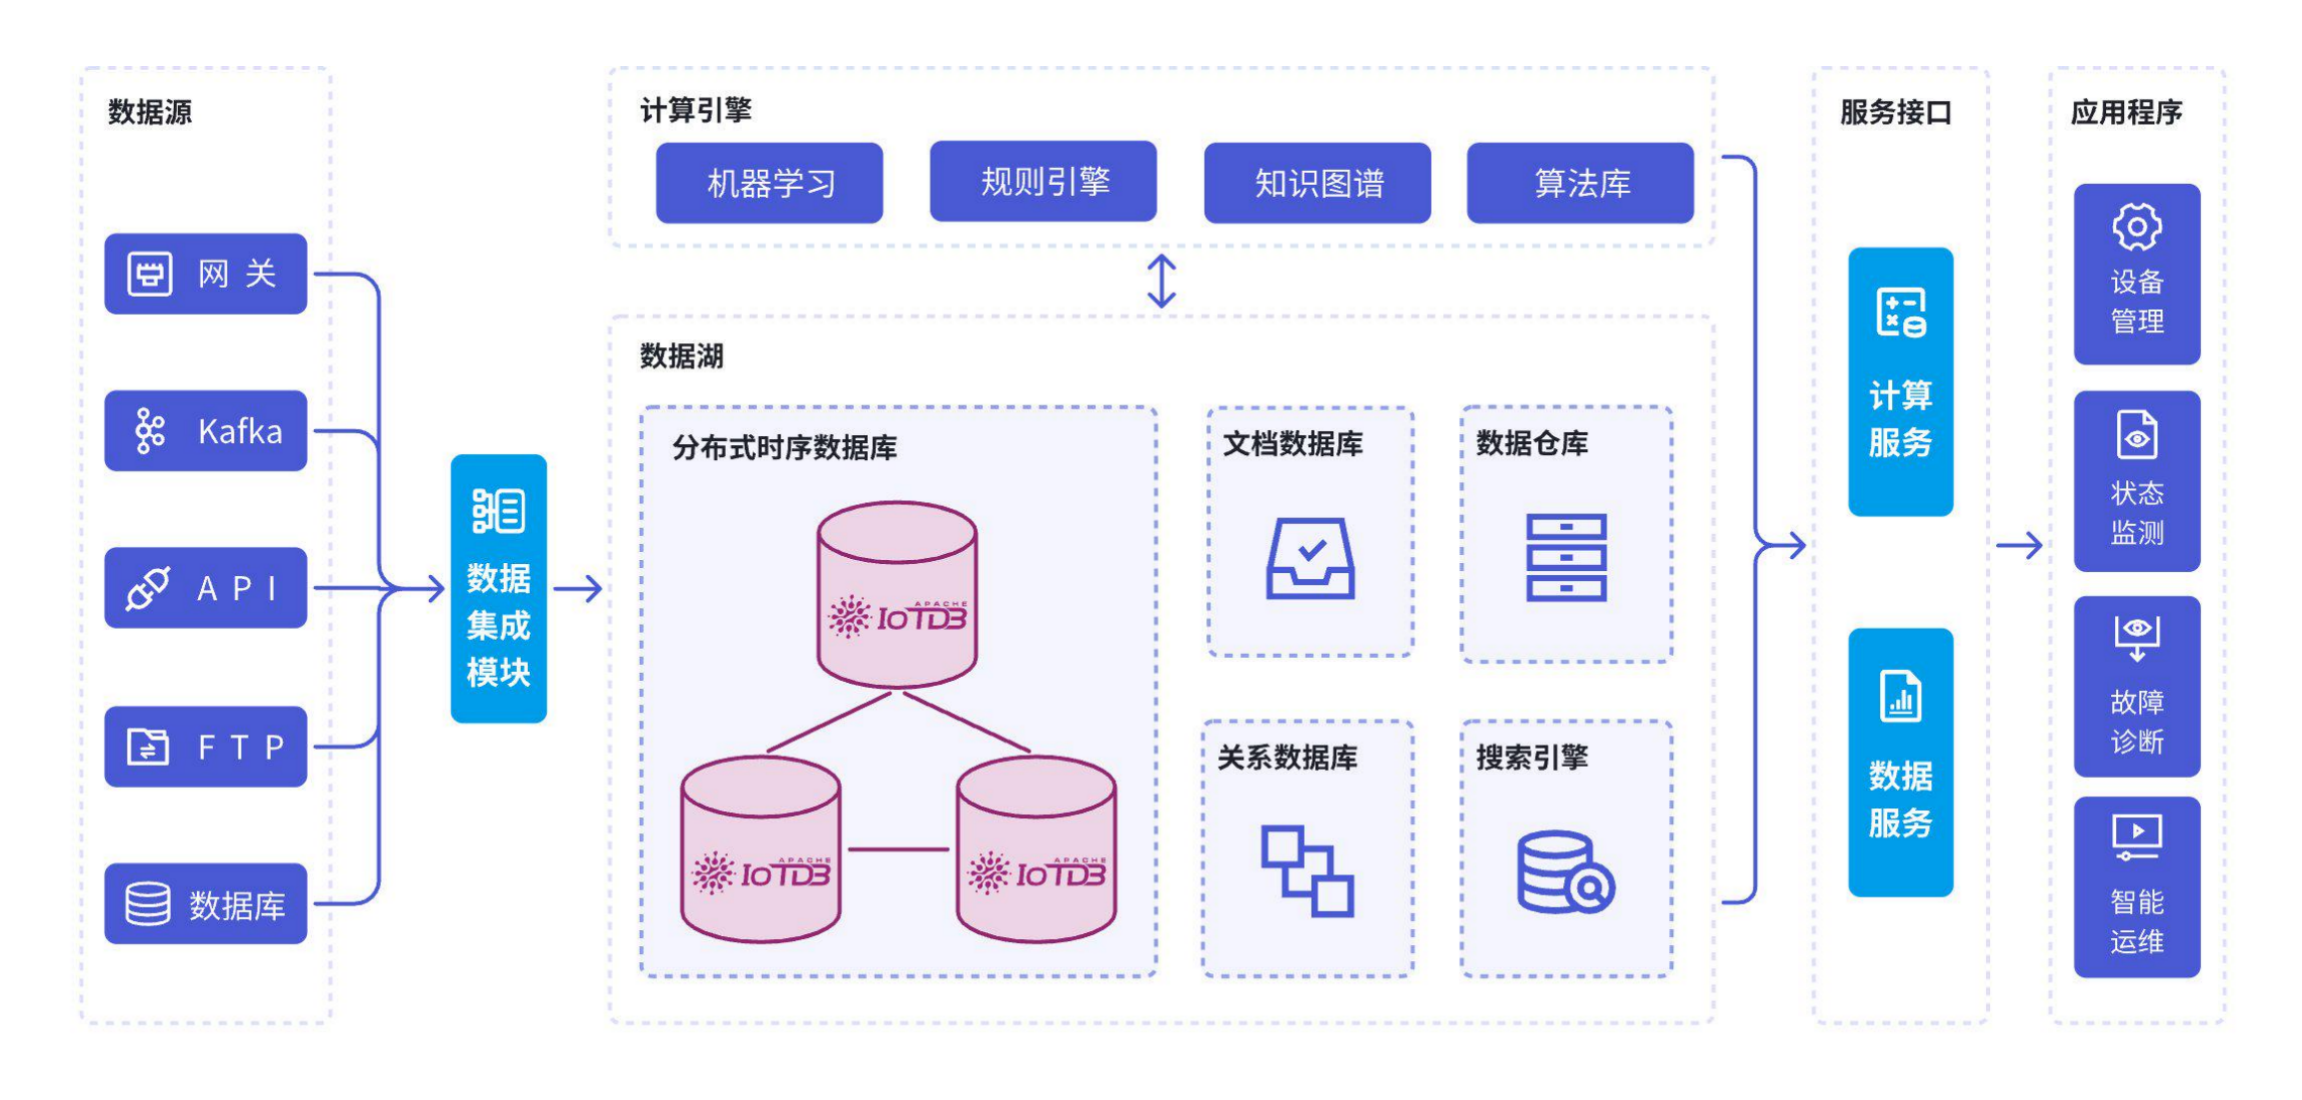 数据源
网关
Kafka
API
FTP
数据库
数据
集成
模块
计算引擎
机器学习
规则引擎
知识图谱
算法库
数据湖
分布式时序数据库
APACHE
IoTDB
APACHE
IoTDB
APACHE
IoTDB
文档数据库
数据仓库
关系数据库
搜索引擎
服务接口
计算
服务
数据
服务
应用程序
设备
管理
状态
监测
故障
诊断
智能
运维